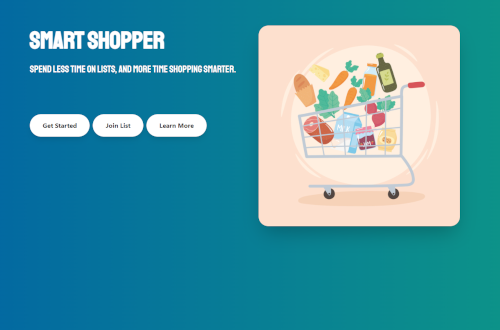 SMART SHOPPER
SPEND LESS TIME ON LISTS, AND MORE TIME SHOPPING SMARTER.
Get Started
Join List
Learn More